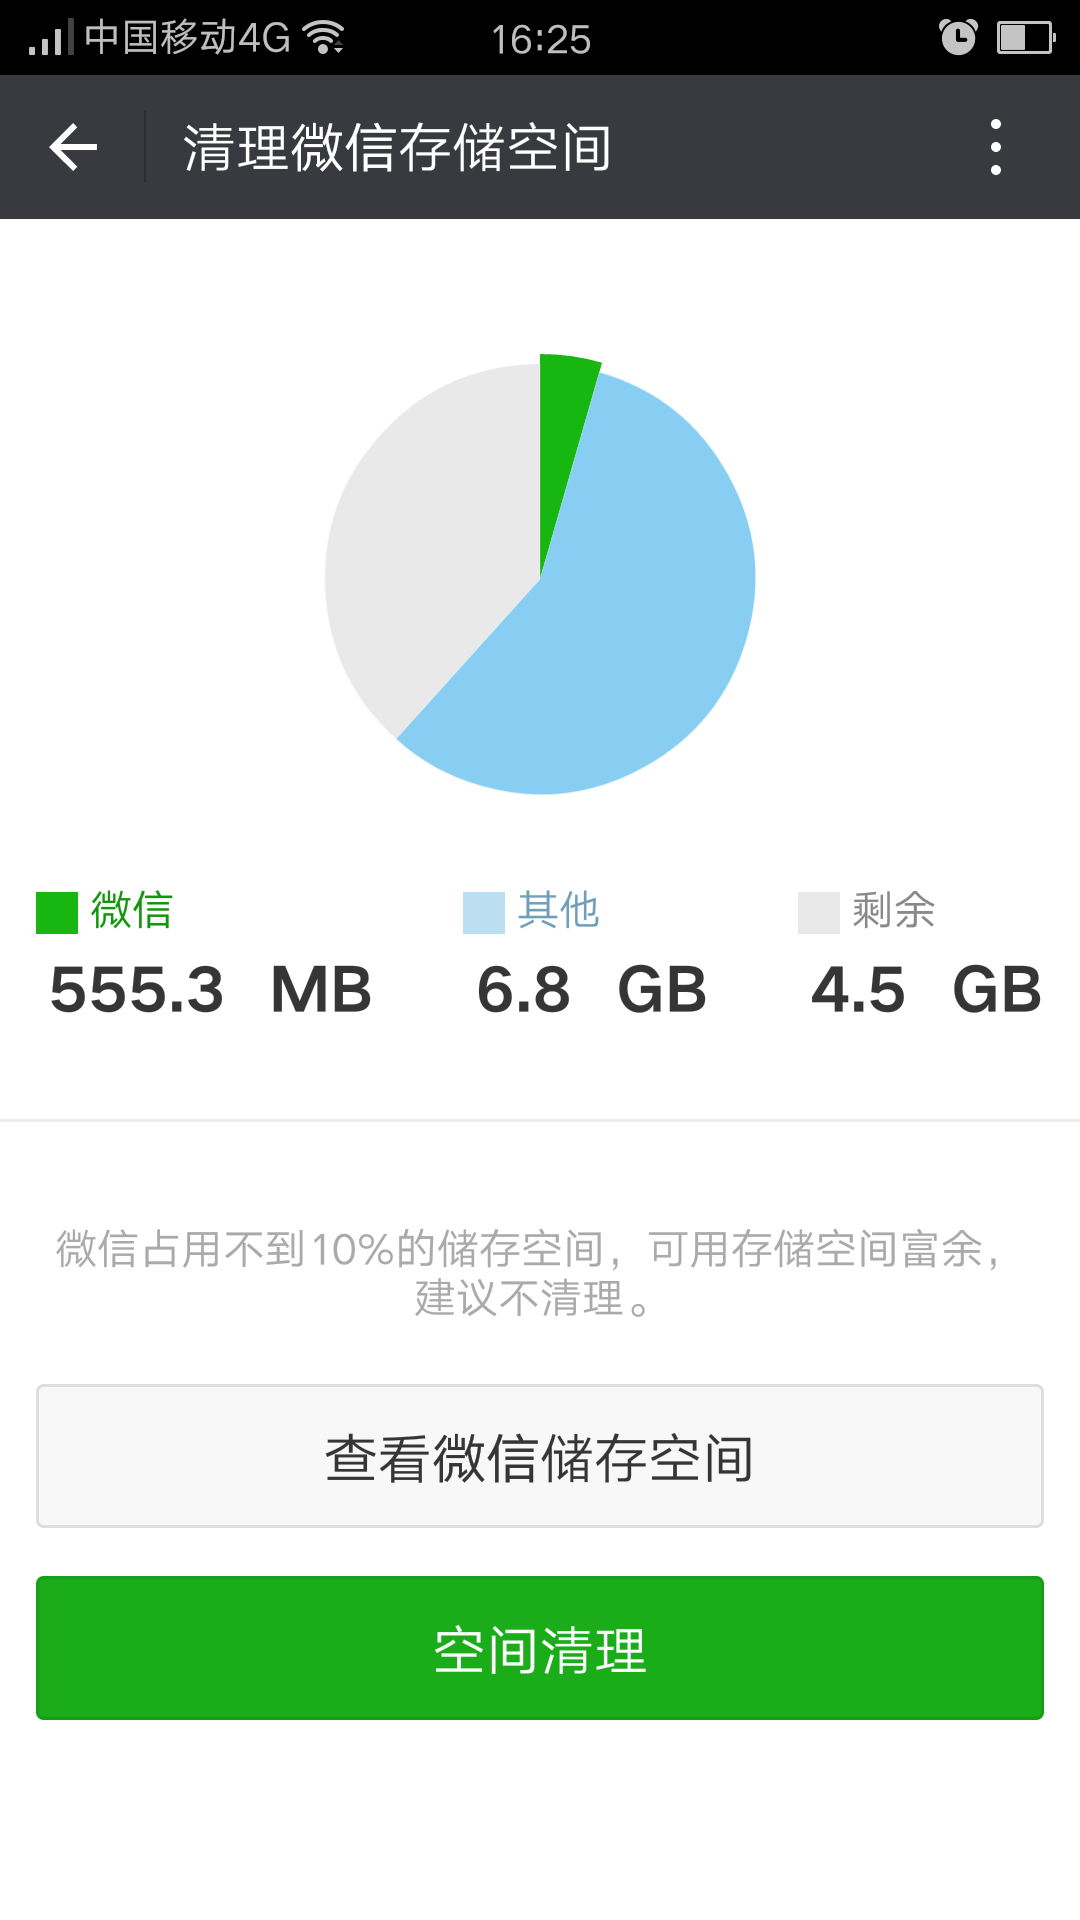 中国移动4G 16:25
清理微信存储空间
微信 其他 剩余
555.3 MB 6.8 GB 4.5 GB
微信占用不到10%的储存空间，可用存储空间富余，
建议不清理。
查看微信储存空间
空间清理